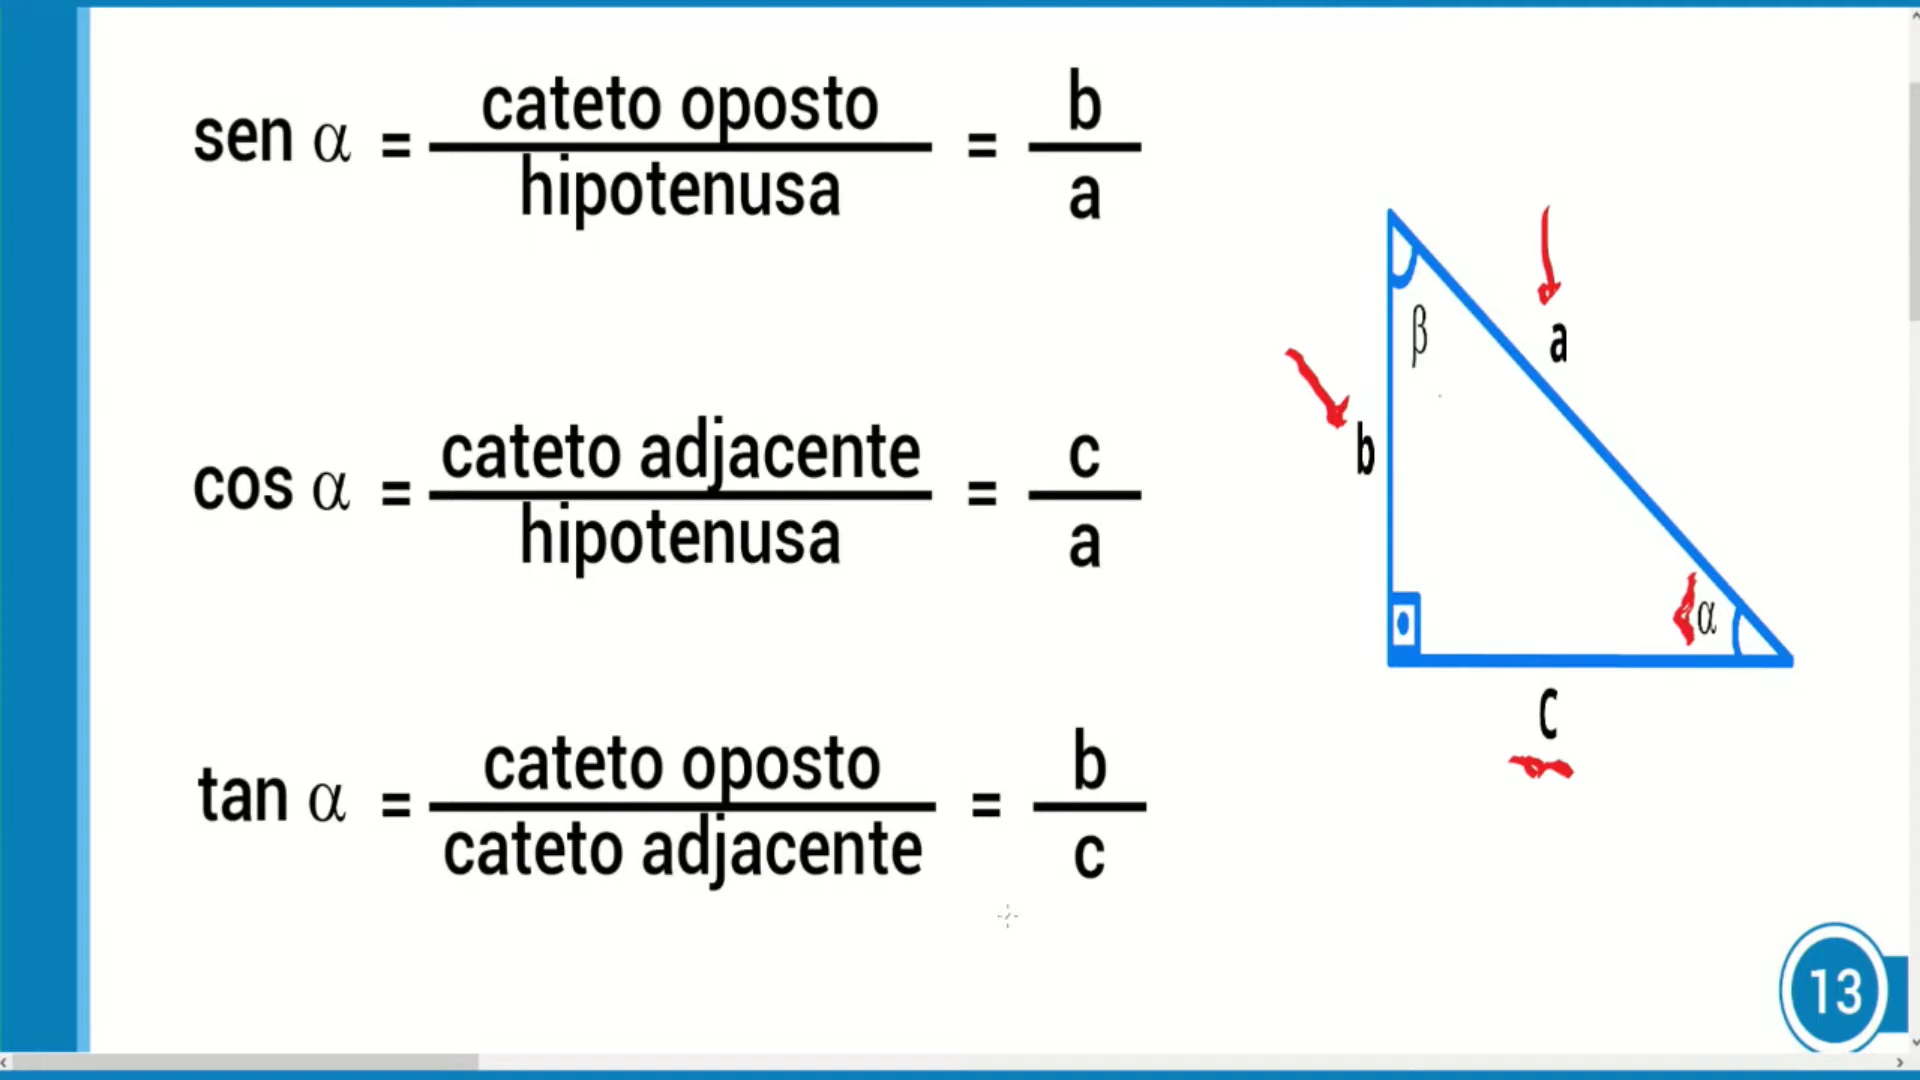 sen α = cateto oposto / hipotenusa = b / a
cos α = cateto adjacente / hipotenusa = c / a
tan α = cateto oposto / cateto adjacente = b / c
β
a
b
α
c
13